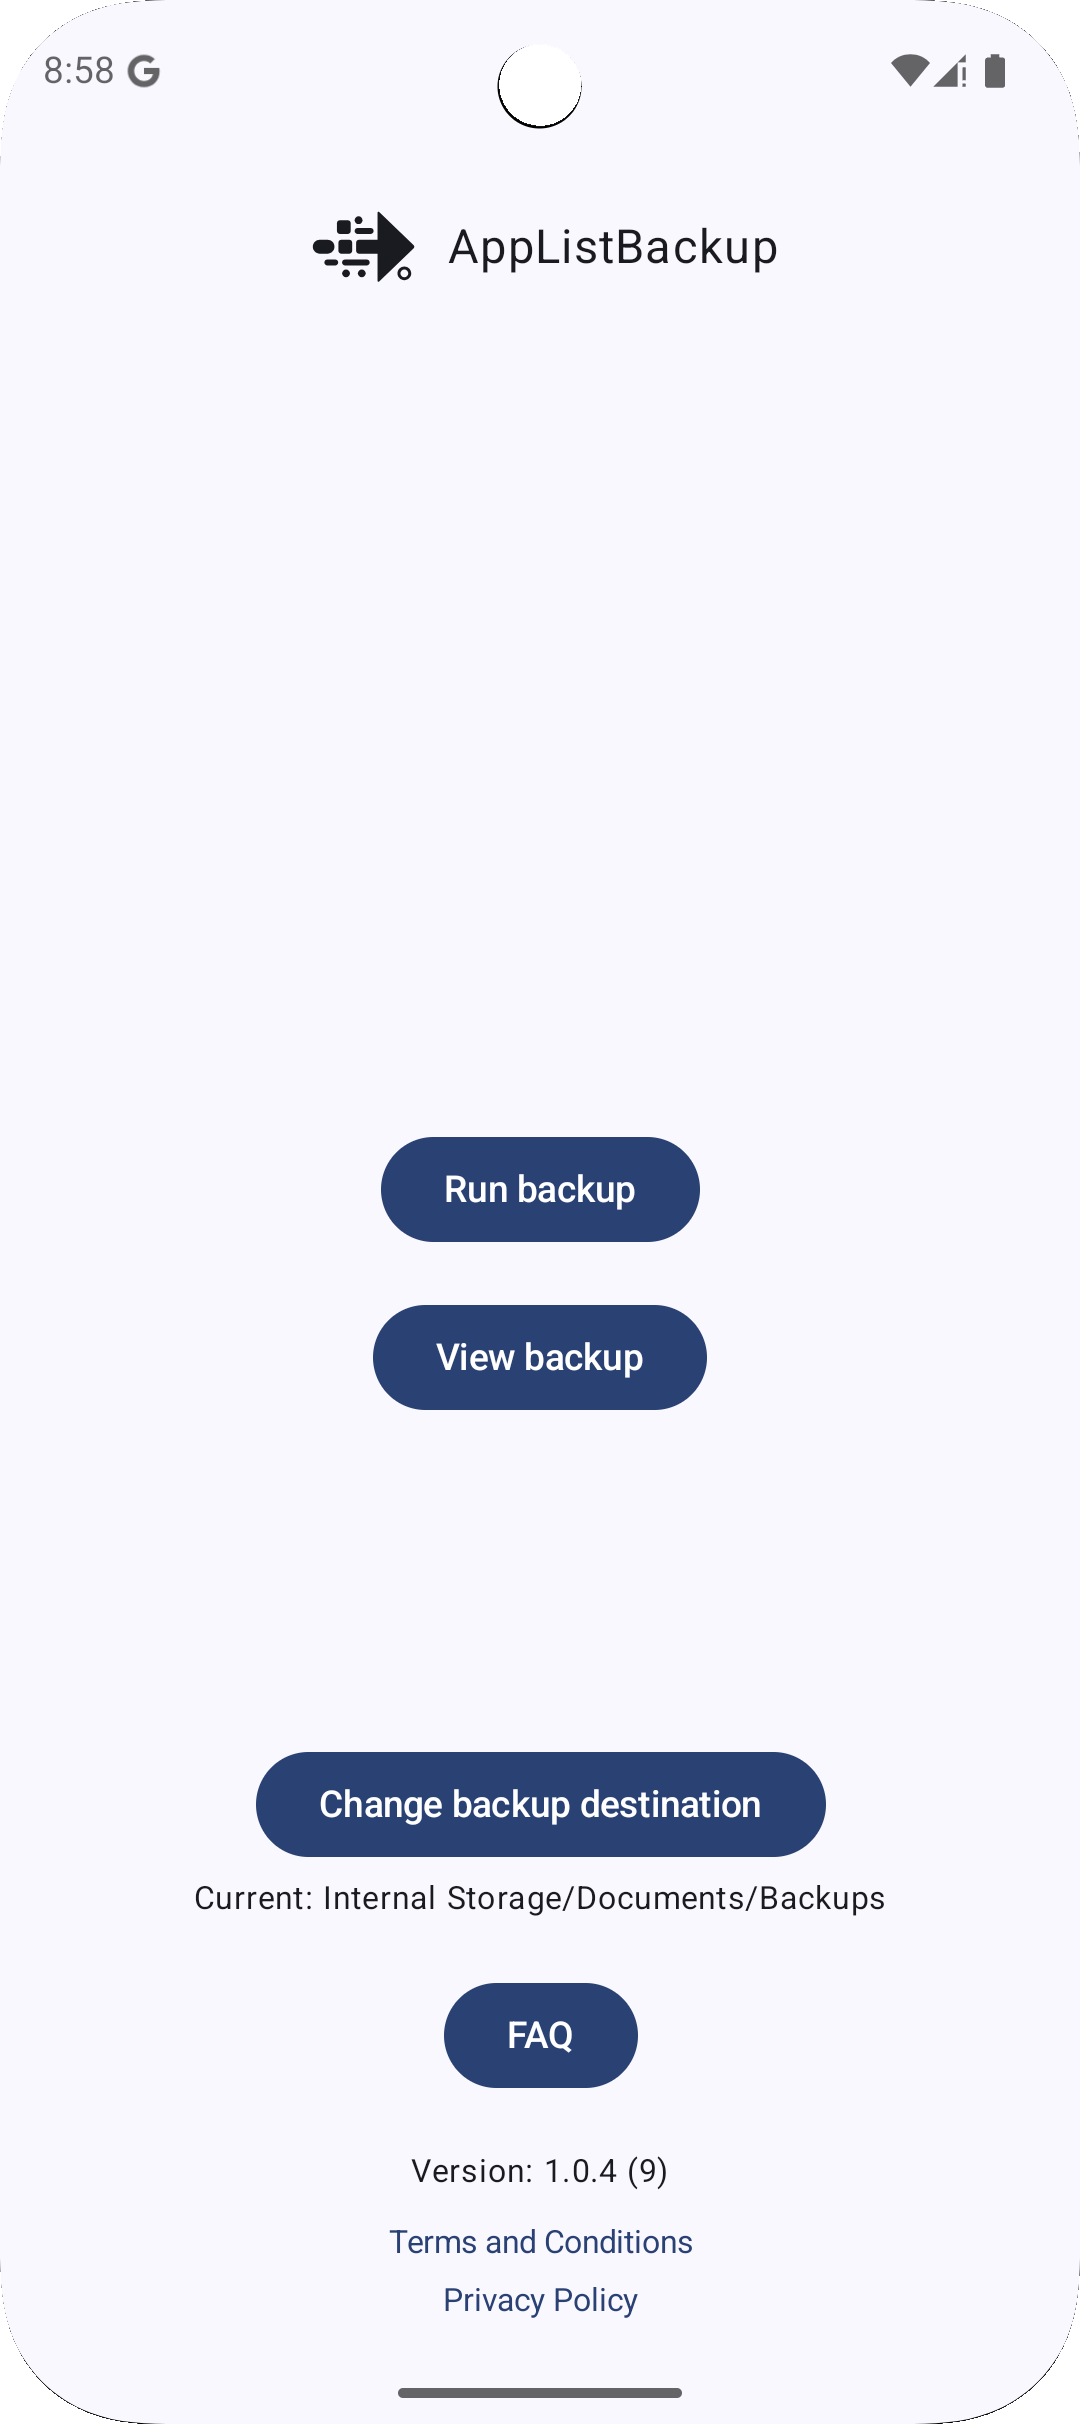 8:58
AppListBackup
Run backup
View backup
Change backup destination
Current: Internal Storage/Documents/Backups
FAQ
Version: 1.0.4 (9)
Terms and Conditions
Privacy Policy